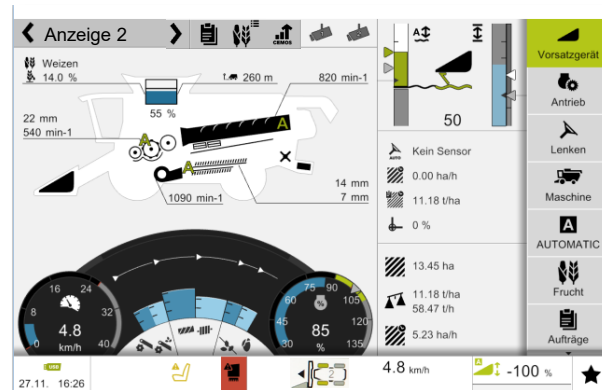 Anzeige 2
CEMOS
Weizen
14.0 %
260 m
820 min-1
55 %
22 mm
540 min-1
A
A
A
1090 min-1
14 mm
7 mm
A
50
AUTO
Kein Sensor
0.00 ha/h
11.18 t/ha
0 %
13.45 ha
11.18 t/ha
58.47 t/h
5.23 ha/h
0
8
16
24
32
40
4.8
km/h
30
45
60
75
90
105
135
%
85
%
Vorsatzgerät
Antrieb
Lenken
Maschine
A
AUTOMATIC
Frucht
Aufträge
USB
27.11. 16:26
2
4.8 km/h
-100 %